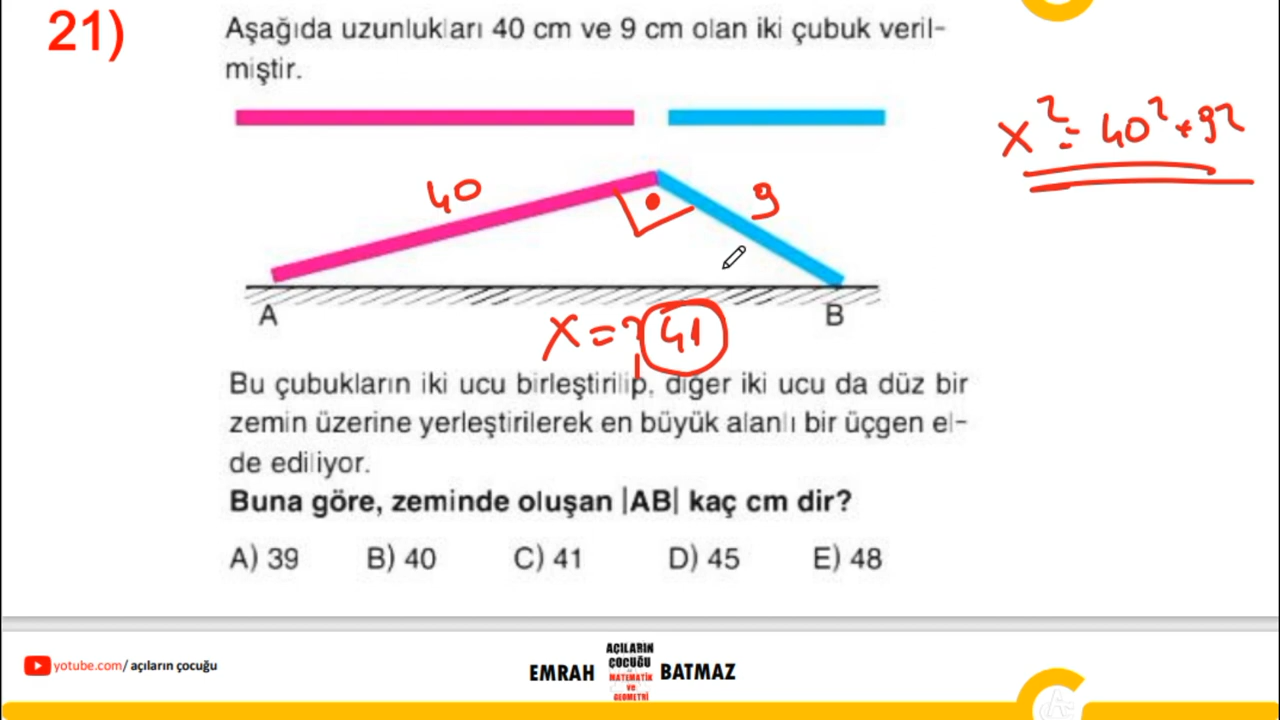 21)
Aşağıda uzunlukları 40 cm ve 9 cm olan iki çubuk veril-
miştir.
x² = 40² + 9²
40
9
A
B
x = ? 41
Bu çubukların iki ucu birleştirilip, diğer iki ucu da düz bir
zemin üzerine yerleştirilerek en büyük alanlı bir üçgen el-
de ediliyor.
Buna göre, zeminde oluşan |AB| kaç cm dir?
A) 39 B) 40 C) 41 D) 45 E) 48
yotube.com/ açıların çocuğu
EMRAH
AÇILARIN
ÇOCUĞU
MATEMATİK
ve
GEOMETRİ
BATMAZ